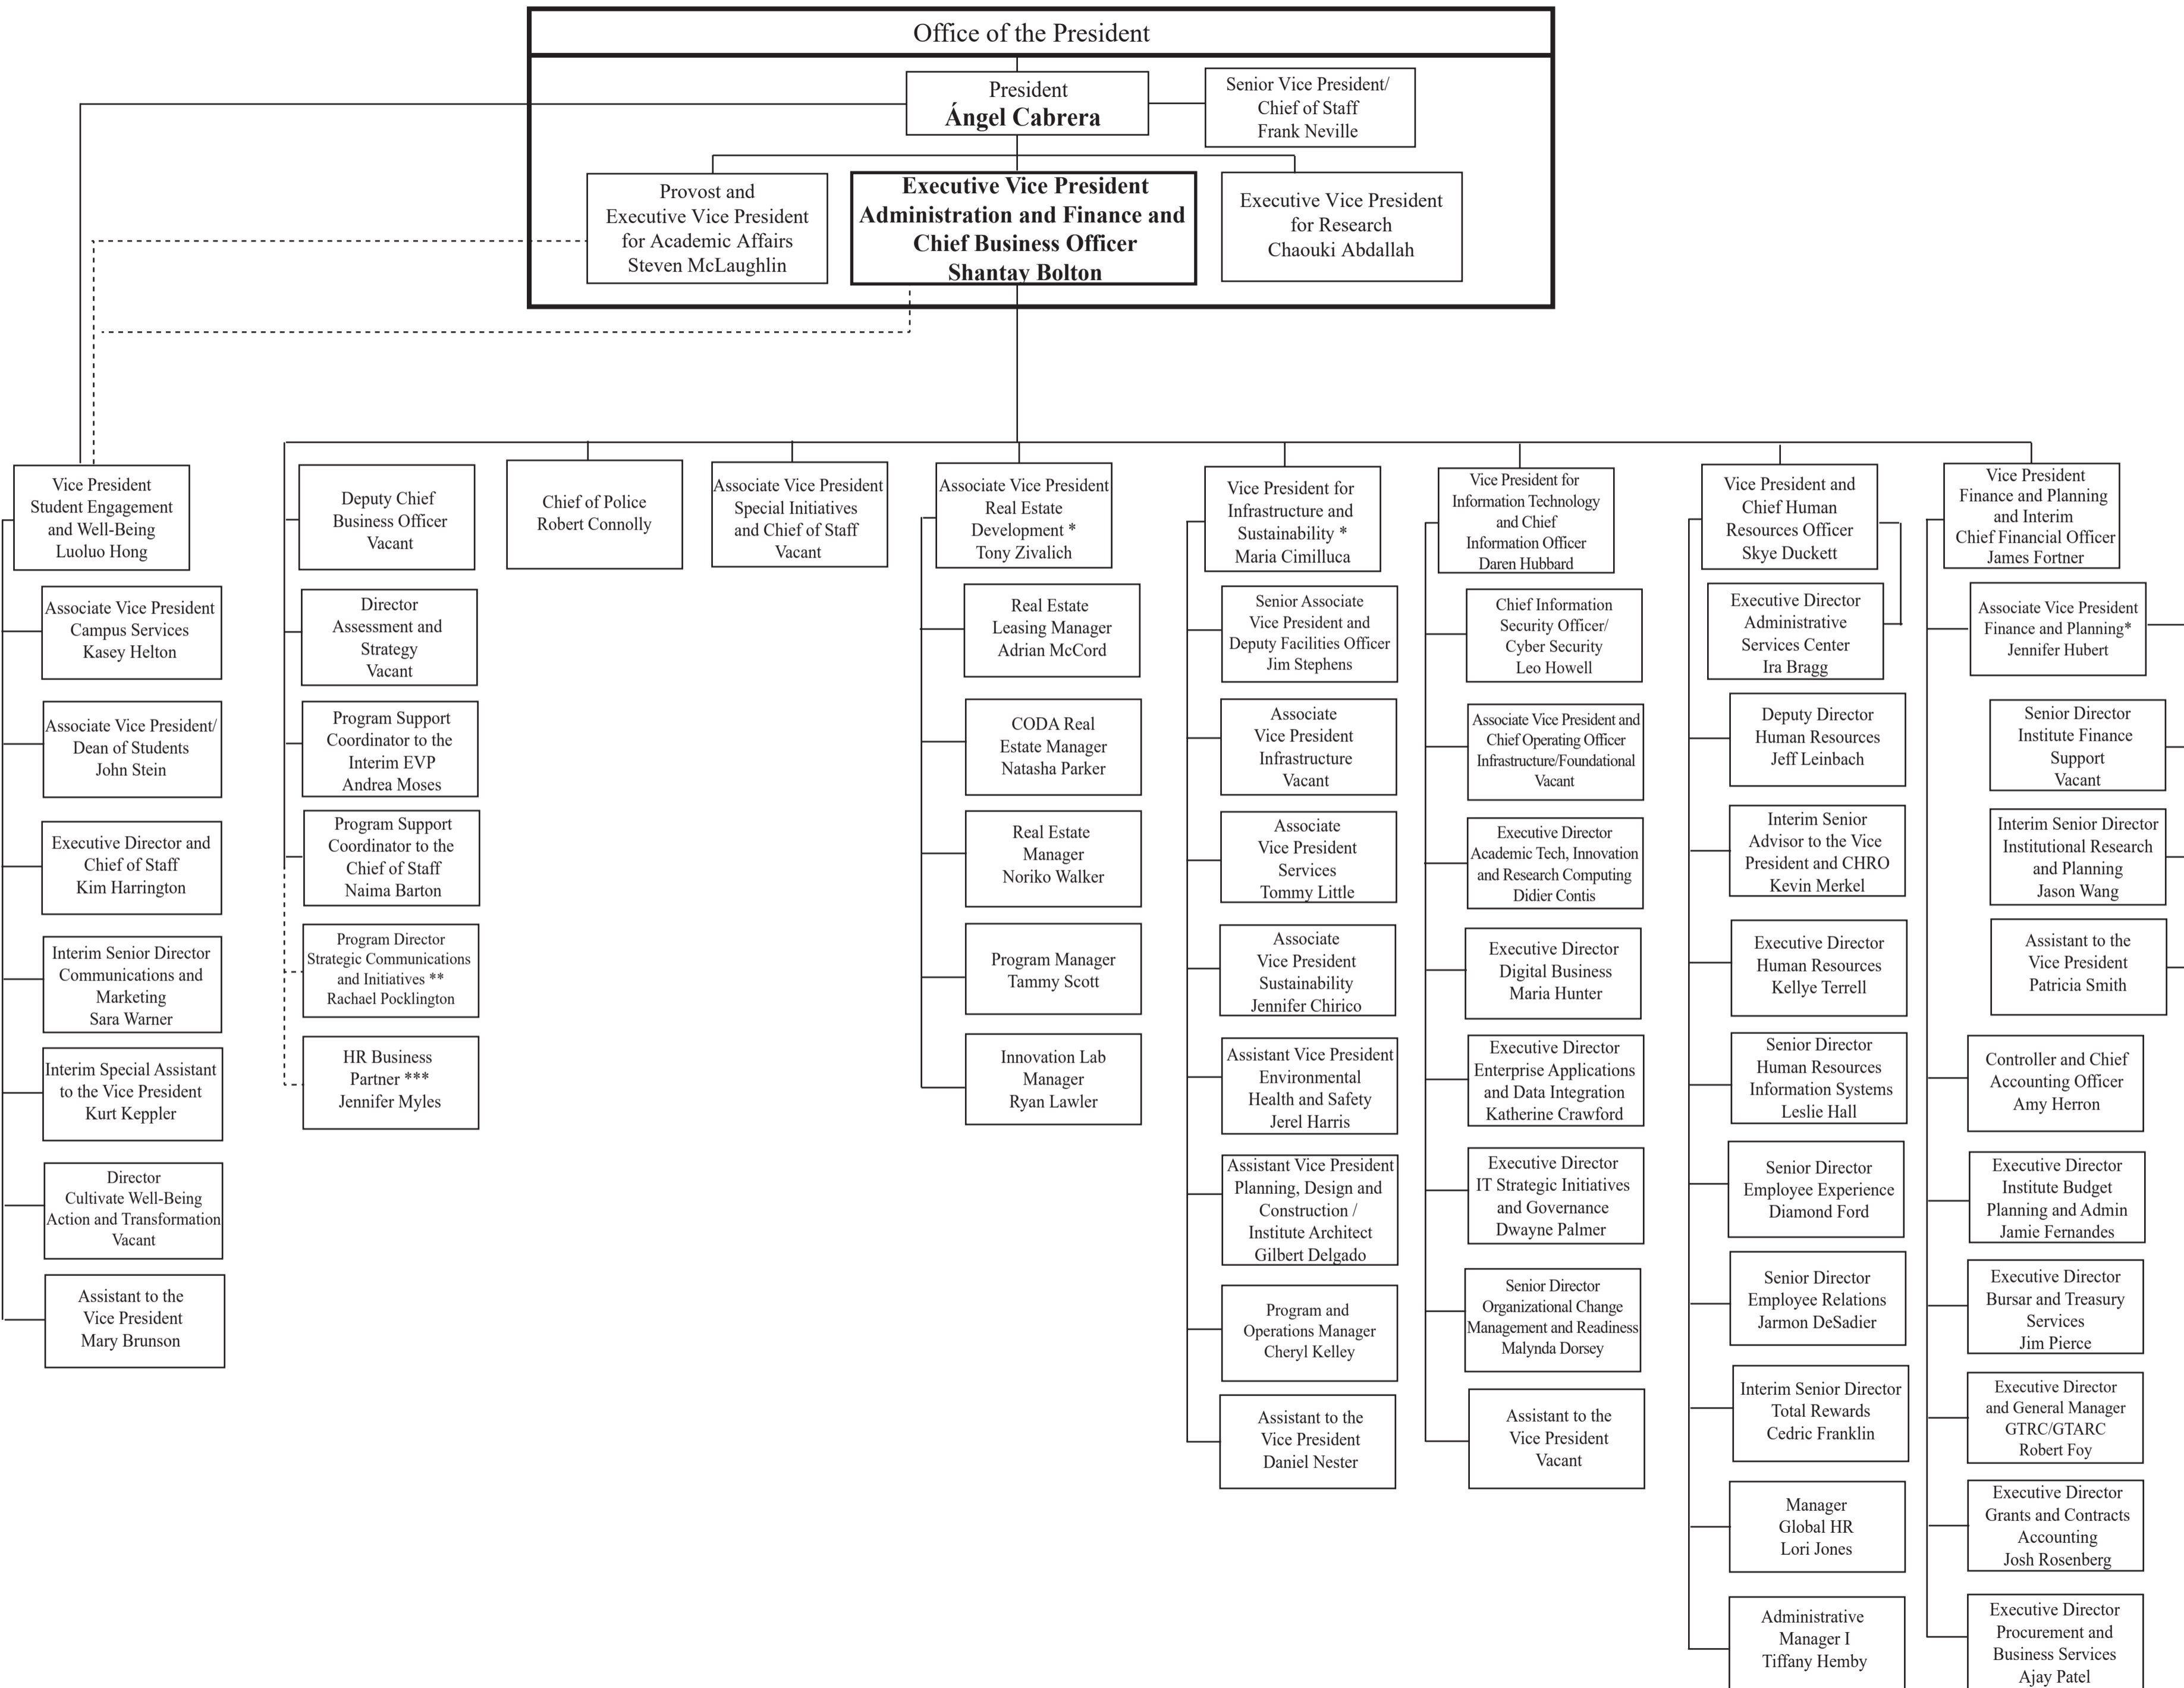 Office of the President
President
Ángel Cabrera
Senior Vice President/
Chief of Staff
Frank Neville
Provost and
Executive Vice President
for Academic Affairs
Steven McLaughlin
Executive Vice President
Administration and Finance and
Chief Business Officer
Shantay Bolton
Executive Vice President
for Research
Chaouki Abdallah
Vice President
Student Engagement
and Well-Being
Luoluo Hong
Associate Vice President
Campus Services
Kasey Helton
Associate Vice President/
Dean of Students
John Stein
Executive Director and
Chief of Staff
Kim Harrington
Interim Senior Director
Communications and
Marketing
Sara Warner
Interim Special Assistant
to the Vice President
Kurt Keppler
Director
Cultivate Well-Being
Action and Transformation
Vacant
Assistant to the
Vice President
Mary Brunson
Deputy Chief
Business Officer
Vacant
Director
Assessment and
Strategy
Vacant
Program Support
Coordinator to the
Interim EVP
Andrea Moses
Program Support
Coordinator to the
Chief of Staff
Naima Barton
Program Director
Strategic Communications
and Initiatives **
Rachael Pocklington
HR Business
Partner ***
Jennifer Myles
Chief of Police
Robert Connolly
Associate Vice President
Special Initiatives
and Chief of Staff
Vacant
Associate Vice President
Real Estate
Development *
Tony Zivalich
Real Estate
Leasing Manager
Adrian McCord
CODA Real
Estate Manager
Natasha Parker
Real Estate
Manager
Noriko Walker
Program Manager
Tammy Scott
Innovation Lab
Manager
Ryan Lawler
Vice President for
Infrastructure and
Sustainability *
Maria Cimilluca
Senior Associate
Vice President and
Deputy Facilities Officer
Jim Stephens
Associate
Vice President
Infrastructure
Vacant
Associate
Vice President
Services
Tommy Little
Associate
Vice President
Sustainability
Jennifer Chirico
Assistant Vice President
Environmental
Health and Safety
Jerel Harris
Assistant Vice President
Planning, Design and
Construction /
Institute Architect
Gilbert Delgado
Program and
Operations Manager
Cheryl Kelley
Assistant to the
Vice President
Daniel Nester
Vice President for
Information Technology
and Chief
Information Officer
Daren Hubbard
Chief Information
Security Officer/
Cyber Security
Leo Howell
Associate Vice President and
Chief Operating Officer
Infrastructure/Foundational
Vacant
Executive Director
Academic Tech, Innovation
and Research Computing
Didier Contis
Executive Director
Digital Business
Maria Hunter
Executive Director
Enterprise Applications
and Data Integration
Katherine Crawford
Executive Director
IT Strategic Initiatives
and Governance
Dwayne Palmer
Senior Director
Organizational Change
Management and Readiness
Malynda Dorsey
Assistant to the
Vice President
Vacant
Vice President and
Chief Human
Resources Officer
Skye Duckett
Executive Director
Administrative
Services Center
Ira Bragg
Deputy Director
Human Resources
Jeff Leinbach
Interim Senior
Advisor to the Vice
President and CHRO
Kevin Merkel
Executive Director
Human Resources
Kellye Terrell
Senior Director
Human Resources
Information Systems
Leslie Hall
Senior Director
Employee Experience
Diamond Ford
Senior Director
Employee Relations
Jarmon DeSadier
Interim Senior Director
Total Rewards
Cedric Franklin
Manager
Global HR
Lori Jones
Administrative
Manager I
Tiffany Hemby
Vice President
Finance and Planning
and Interim
Chief Financial Officer
James Fortner
Associate Vice President
Finance and Planning*
Jennifer Hubert
Senior Director
Institute Finance
Support
Vacant
Interim Senior Director
Institutional Research
and Planning
Jason Wang
Assistant to the
Vice President
Patricia Smith
Controller and Chief
Accounting Officer
Amy Herron
Executive Director
Institute Budget
Planning and Admin
Jamie Fernandes
Executive Director
Bursar and Treasury
Services
Jim Pierce
Executive Director
and General Manager
GTRC/GTARC
Robert Foy
Executive Director
Grants and Contracts
Accounting
Josh Rosenberg
Executive Director
Procurement and
Business Services
Ajay Patel